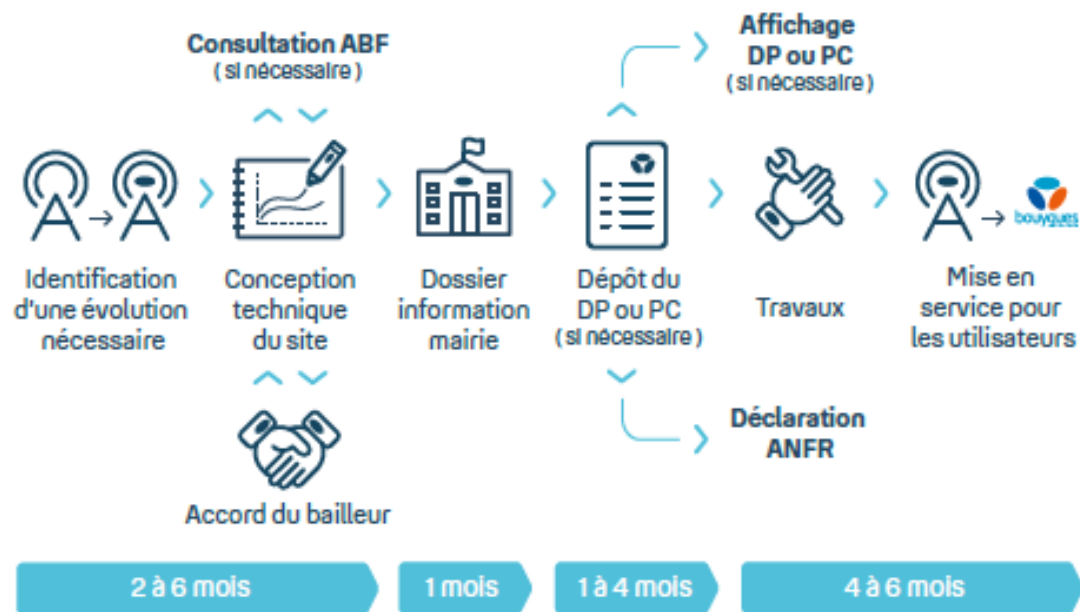 Consultation ABF
( si nécessaire )
Affichage
DP ou PC
( si nécessaire )
bouygues
Identification
d'une évolution
nécessaire
Conception
technique
du site
Dossier
information
mairie
Dépôt du
DP ou PC
( si nécessaire )
Travaux
Mise en
service pour
les utilisateurs
Accord du bailleur
Déclaration
ANFR
2 à 6 mois
1 mois
1 à 4 mois
4 à 6 mois